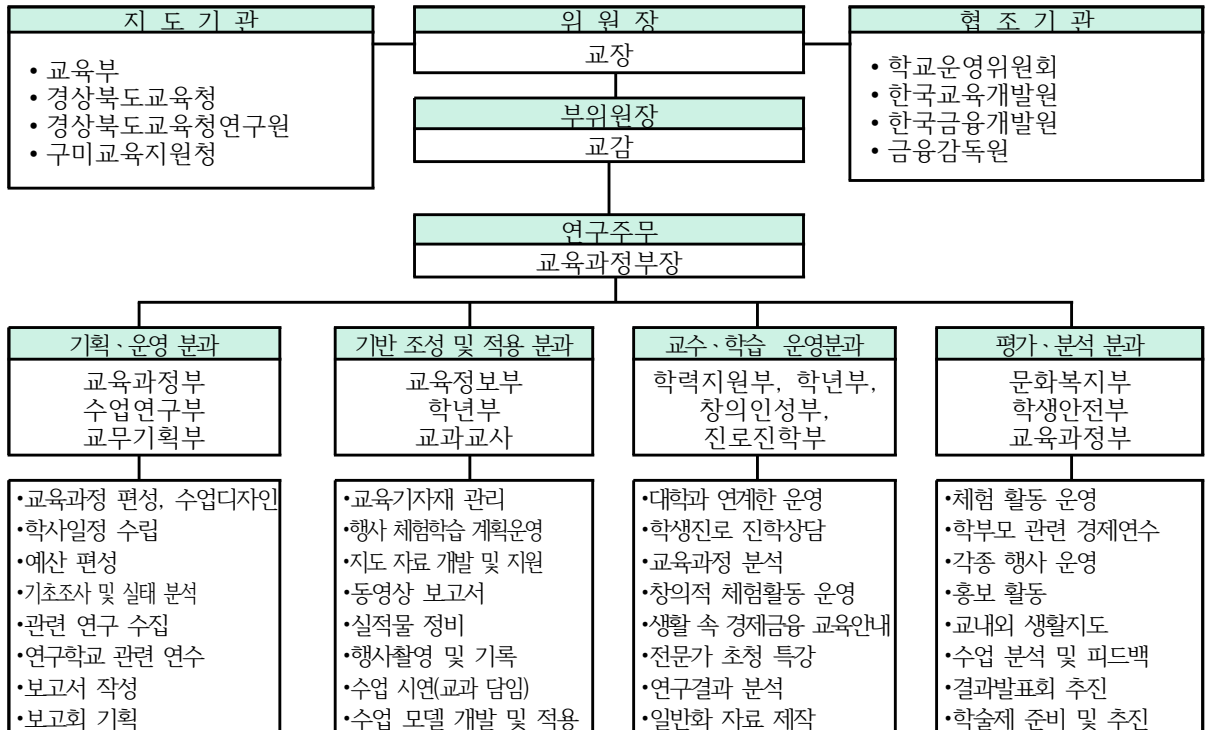 지 도 기 관
• 교육부
• 경상북도교육청
• 경상북도교육청연구원
• 구미교육지원청
위 원 장
교장
협 조 기 관
• 학교운영위원회
• 한국교육개발원
• 한국금융개발원
• 금융감독원
부위원장
교감
연구주무
교육과정부장
기획、운영 분과
교육과정부
수업연구부
교무기획부
•교육과정 편성, 수업디자인
•학사일정 수립
•예산 편성
•기초조사 및 실태 분석
•관련 연구 수집
•연구학교 관련 연수
•보고서 작성
•보고회 기획
기반 조성 및 적용 분과
교육정보부
학년부
교과교사
•교육기자재 관리
•행사 체험학습 계획운영
•지도 자료 개발 및 지원
•동영상 보고서
•실적물 정비
•행사촬영 및 기록
•수업 시연(교과 담임)
•수업 모델 개발 및 적용
교수、학습 운영분과
학력지원부, 학년부,
창의인성부,
진로진학부
•대학과 연계한 운영
•학생진로 진학상담
•교육과정 분석
•창의적 체험활동 운영
•생활 속 경제금융 교육안내
•전문가 초청 특강
•연구결과 분석
•일반화 자료 제작
평가、분석 분과
문화복지부
학생안전부
교육과정부
•체험 활동 운영
•학부모 관련 경제연수
•각종 행사 운영
•홍보 활동
•교내외 생활지도
•수업 분석 및 피드백
•결과발표회 추진
•학술제 준비 및 추진